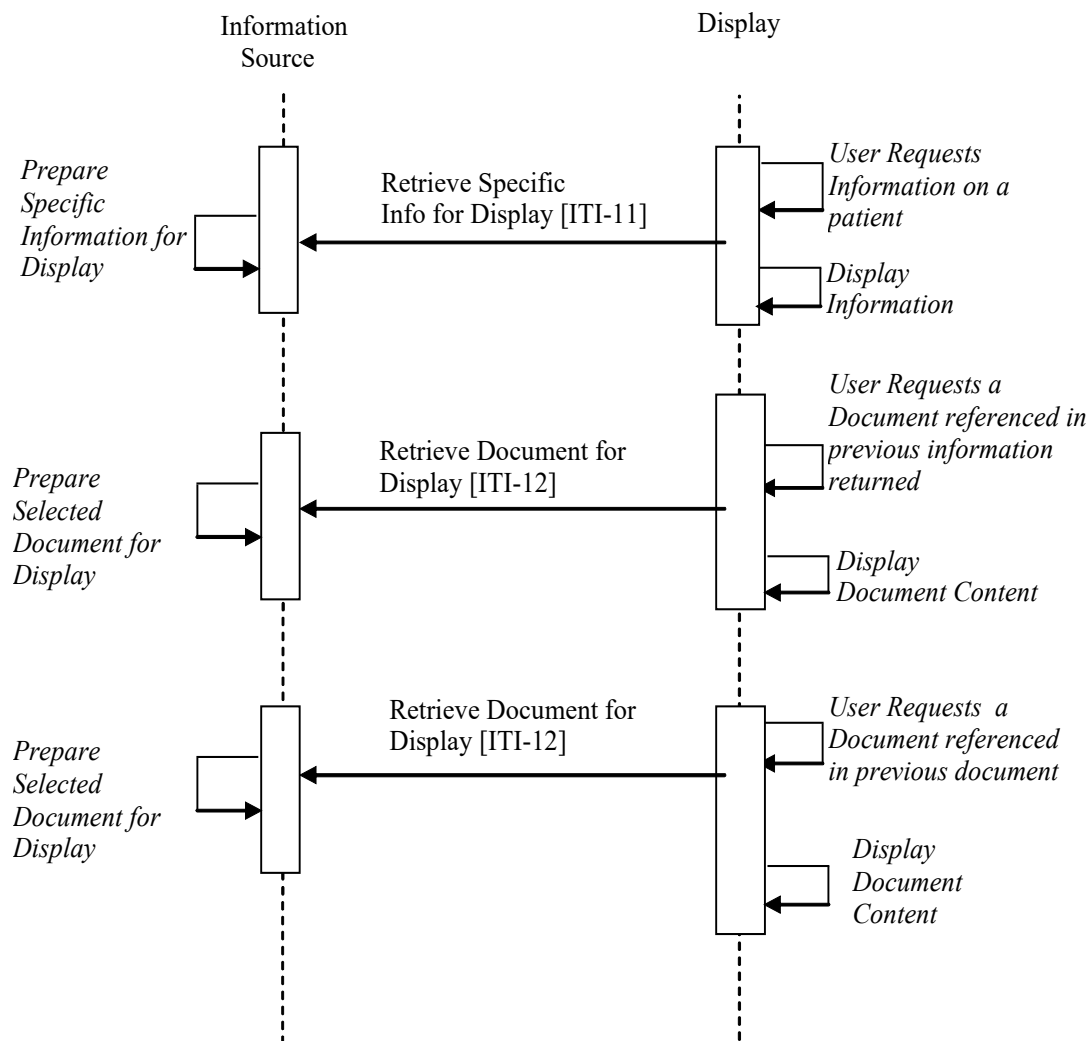 Information
Source
Display
Prepare
Specific
Information for
Display
Retrieve Specific
Info for Display [ITI-11]
User Requests
Information on a
patient
Display
Information
Prepare
Selected
Document for
Display
Retrieve Document for
Display [ITI-12]
User Requests a
Document referenced in
previous information
returned
Display
Document Content
Prepare
Selected
Document for
Display
Retrieve Document for
Display [ITI-12]
User Requests  a
Document referenced
in previous document
Display
Document
Content